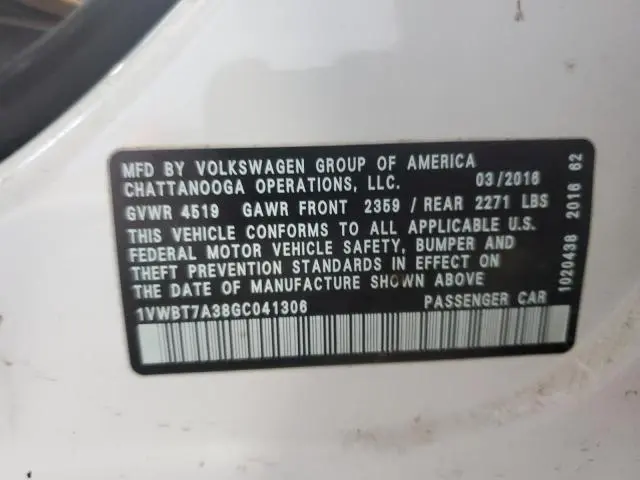 MFD BY VOLKSWAGEN GROUP OF AMERICA
CHATTANOOGA OPERATIONS, LLC. 03/2016
GVWR 4519 GAWR FRONT 2359 / REAR 2271 LBS
THIS VEHICLE CONFORMS TO ALL APPLICABLE U.S.
FEDERAL MOTOR VEHICLE SAFETY, BUMPER AND
THEFT PREVENTION STANDARDS IN EFFECT ON
THE DATE OF MANUFACTURE SHOWN ABOVE
1VWBT7A38GC041306 PASSENGER CAR
1020438 2016 62